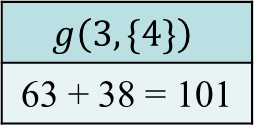 g(3,{4})
63 + 38 = 101